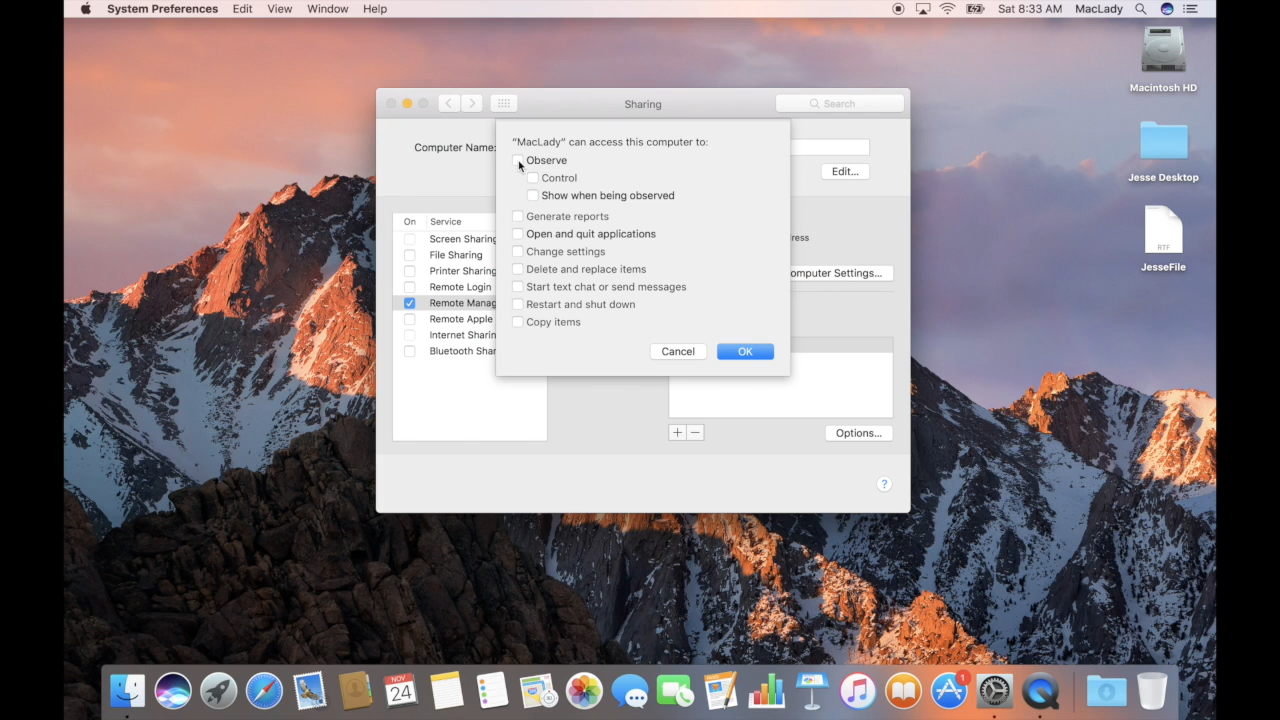 System Preferences Edit View Window Help
Sat 8:33 AM MacLady
Macintosh HD
Jesse Desktop
RTF
JesseFile
Sharing
Search
Computer Name:
Edit...
"MacLady" can access this computer to:
Observe
Control
Show when being observed
Generate reports
Open and quit applications
Change settings
Delete and replace items
Start text chat or send messages
Restart and shut down
Copy items
Cancel OK
On Service
Screen Sharing
File Sharing
Printer Sharing
Remote Login
Remote Manag
Remote Apple
Internet Sharin
Bluetooth Shar
ress
omputer Settings...
+ −
Options...
?
NOV
24
1